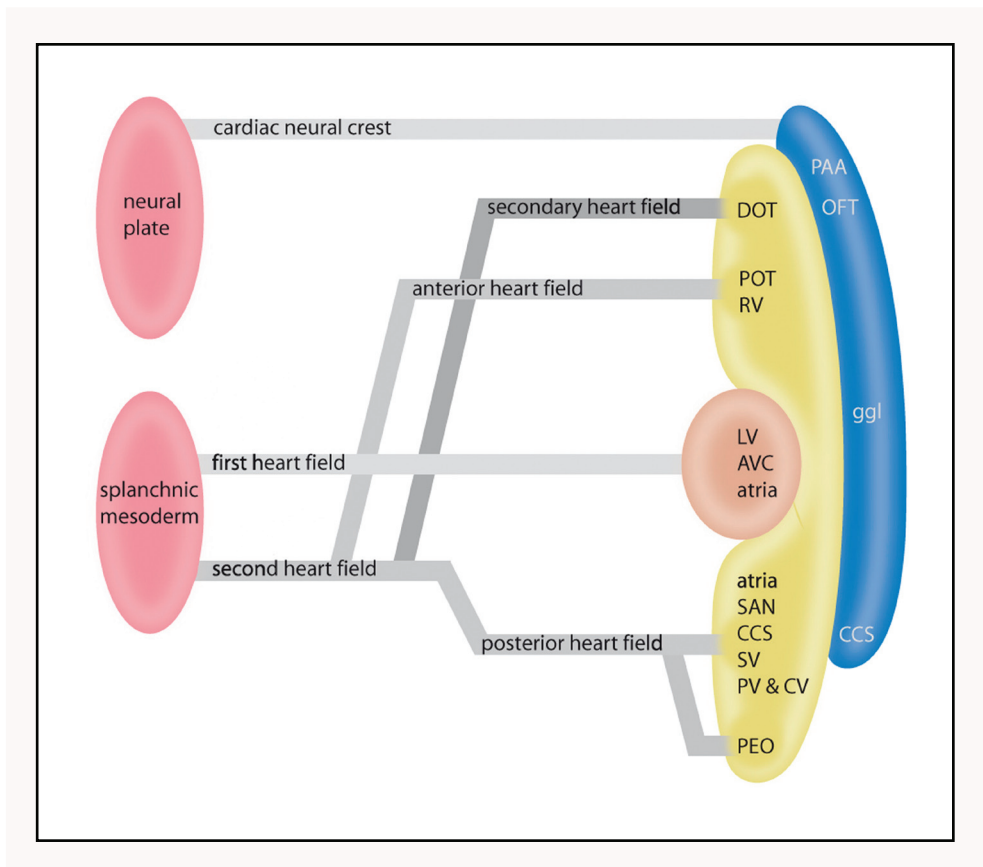 cardiac neural crest
neural
plate
PAA
OFT
secondary heart field
DOT
anterior heart field
POT
RV
ggl
first heart field
LV
AVC
atria
splanchnic
mesoderm
second heart field
atria
SAN
CCS
SV
PV & CV
posterior heart field
CCS
PEO